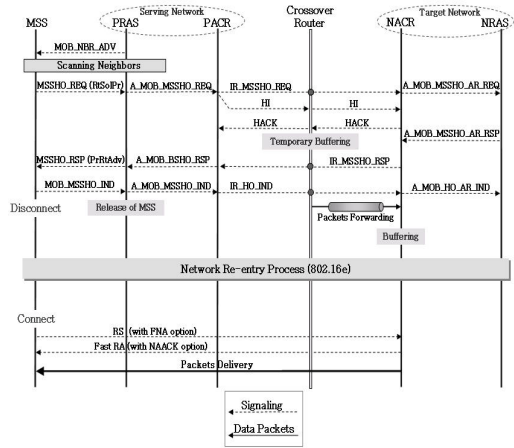 Serving Network
Crossover
Router
Target Network
MSS
PRAS
PACR
NACR
NRAS
MOB_NBR_ADV
Scanning Neighbors
MSSHO_REQ (RtSolPr)
A_MOB_MSSHO_REQ
IR_MSSHO_REQ
A_MOB_MSSHO_AR_REQ
HI
HI
HACK
HACK
Temporary Buffering
A_MOB_MSSHO_AR_RSP
MSSHO_RSP (PrRtAdv)
A_MOB_BSHO_RSP
IR_MSSHO_RSP
MOB_MSSHO_IND
A_MOB_MSSHO_IND
IR_HO_IND
A_MOB_HO_AR_IND
Disconnect
Release of MSS
Packets Forwarding
Buffering
Network Re-entry Process (802.16e)
Connect
RS (with FNA option)
Fast RA (with NAACK option)
Packets Delivery
Signaling
Data Packets